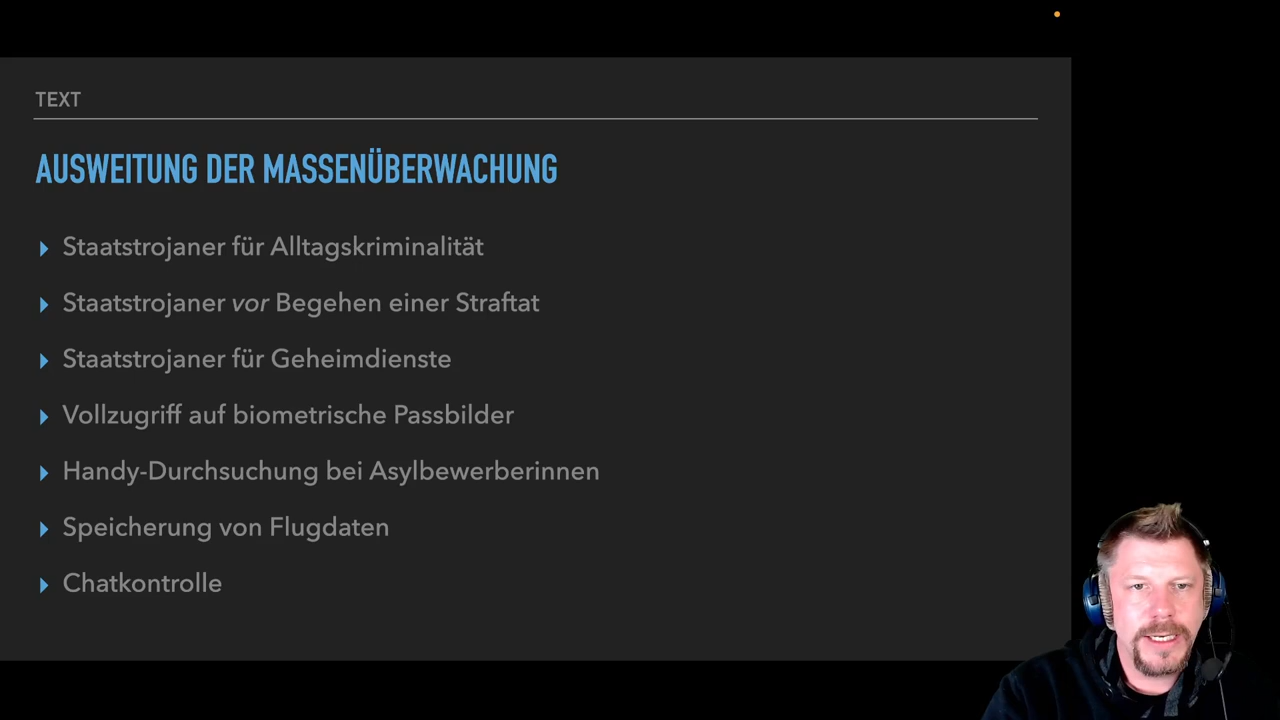 TEXT
AUSWEITUNG DER MASSENÜBERWACHUNG
Staatstrojaner für Alltagskriminalität
Staatstrojaner vor Begehen einer Straftat
Staatstrojaner für Geheimdienste
Vollzugriff auf biometrische Passbilder
Handy-Durchsuchung bei Asylbewerberinnen
Speicherung von Flugdaten
Chatkontrolle